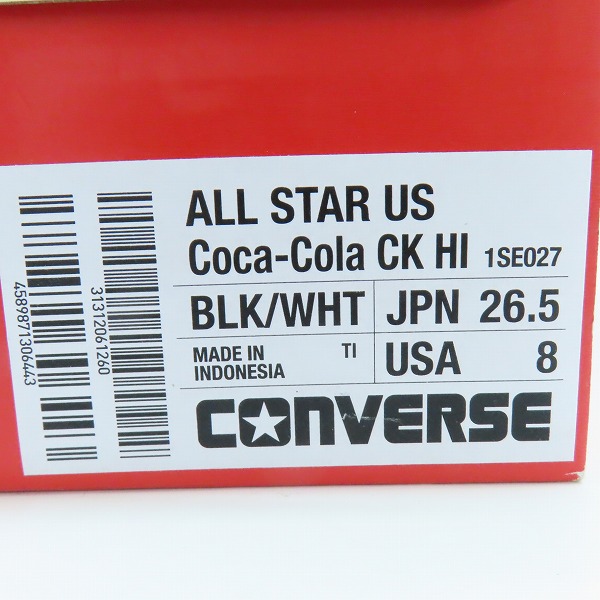 ALL STAR US
Coca-Cola CK HI 1SE027
BLK/WHT JPN 26.5
MADE IN INDONESIA TI USA 8
CONVERSE
4589871306443
31372061260